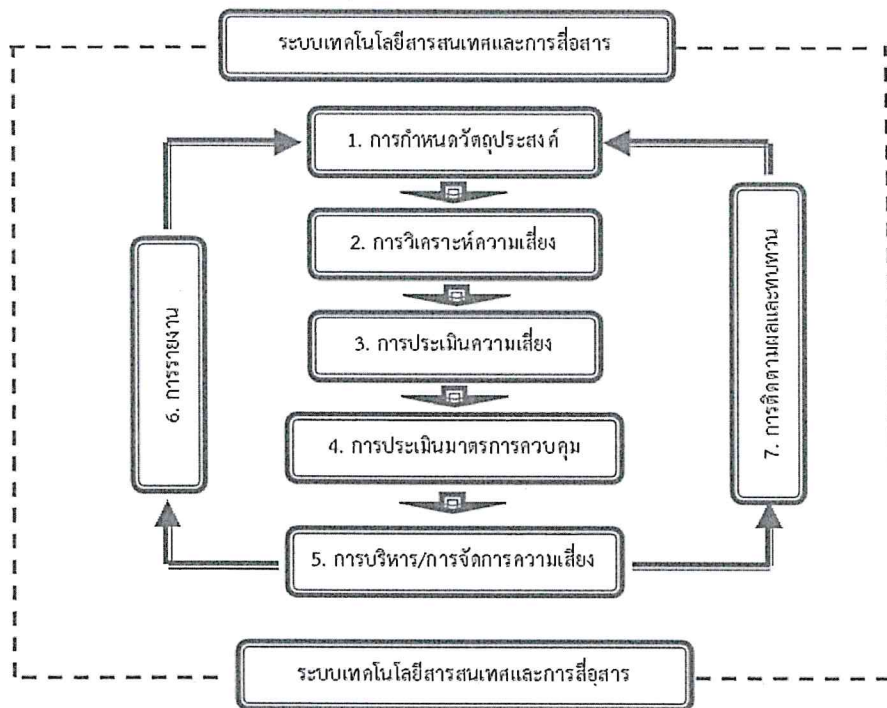 ระบบเทคโนโลยีสารสนเทศและการสื่อสาร
1. การกำหนดวัตถุประสงค์
2. การวิเคราะห์ความเสี่ยง
3. การประเมินความเสี่ยง
4. การประเมินมาตรการควบคุม
5. การบริหาร/การจัดการความเสี่ยง
6. การรายงาน
7. การติดตามผลและทบทวน
ระบบเทคโนโลยีสารสนเทศและการสื่อสาร